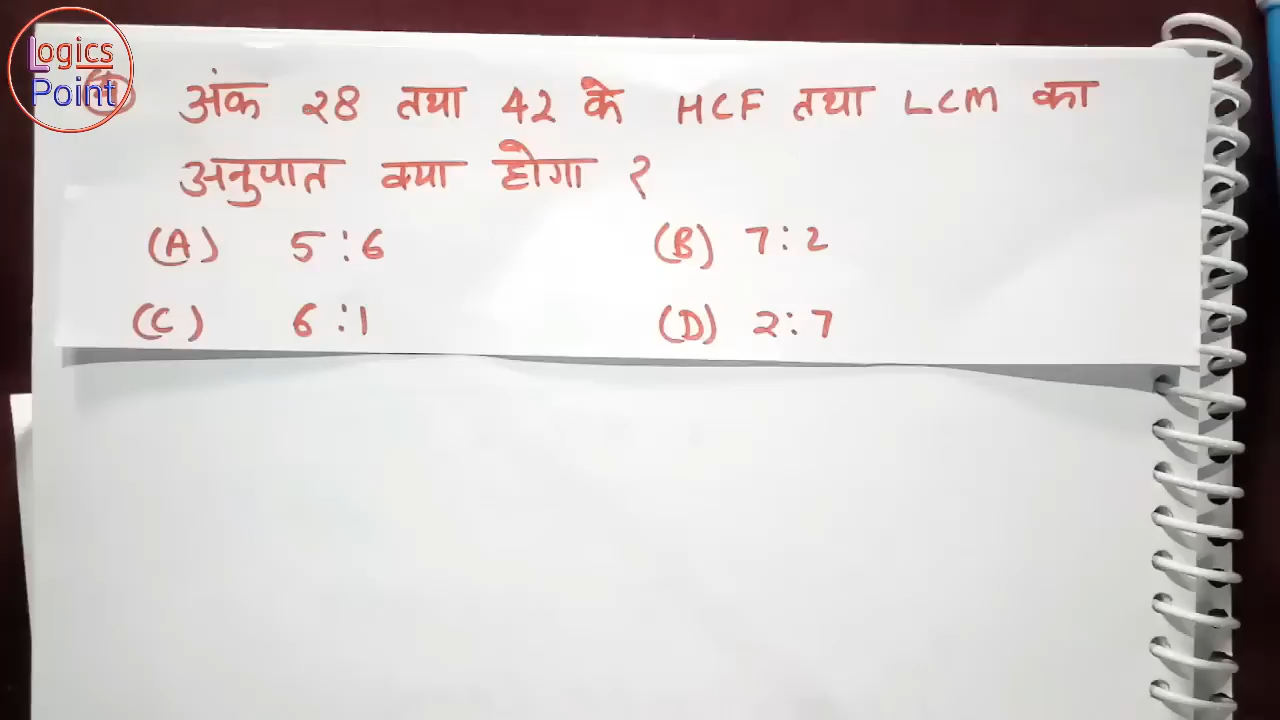 Logics
Point
अंक 28 तथा 42 के HCF तथा LCM का
अनुपात क्या होगा ?
(A) 5:6 (B) 7:2
(C) 6:1 (D) 2:7